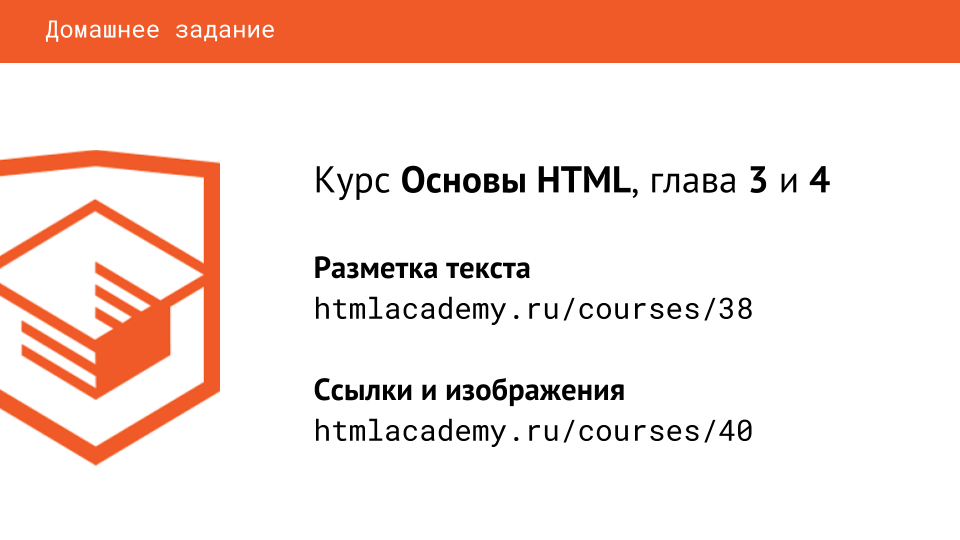 Домашнее задание
Курс Основы HTML, глава 3 и 4
Разметка текста
htmlacademy.ru/courses/38
Ссылки и изображения
htmlacademy.ru/courses/40